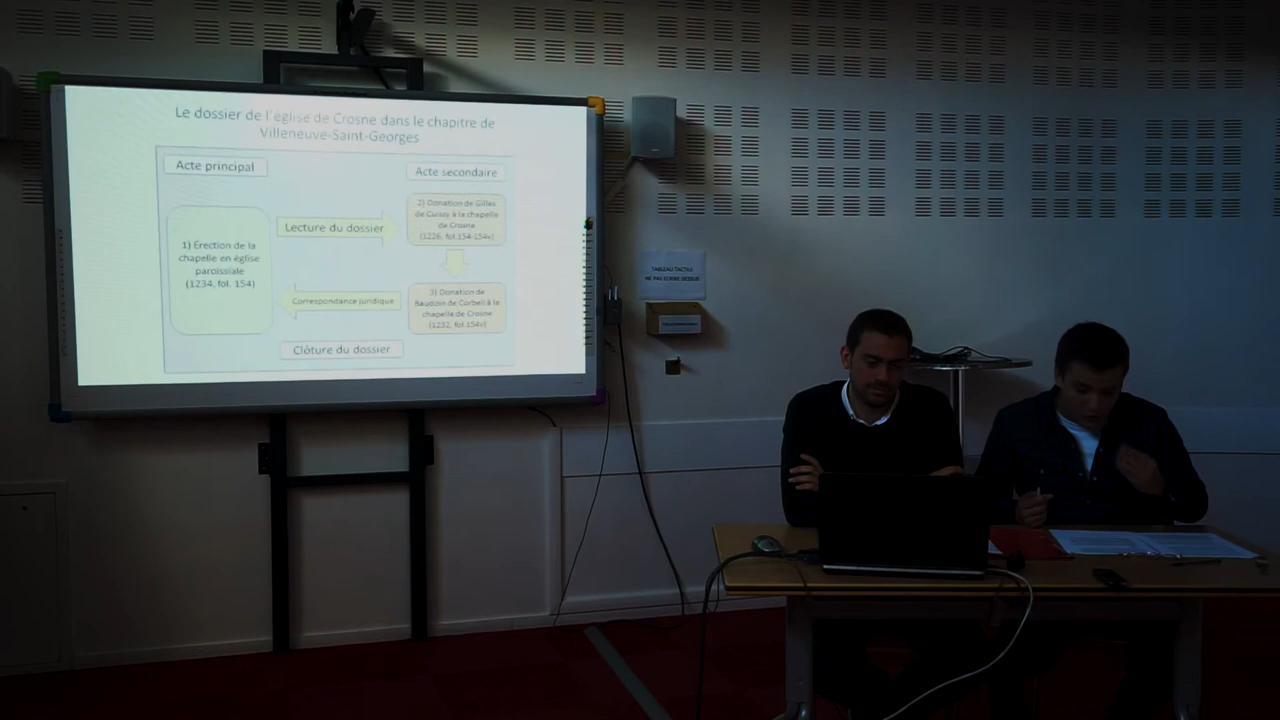 Le dossier de l'église de Crosne dans le chapitre de
Villeneuve-Saint-Georges
Acte principal
Acte secondaire
1) Érection de la
chapelle en église
paroissiale
(1234, fol. 154)
Lecture du dossier
2) Donation de Gilles
de Cuissy à la chapelle
de Crosne
(1226, fol.154-154v)
Correspondance juridique
3) Donation de
Baudoin de Corbeil à la
chapelle de Crosne
(1232, fol.154v)
Clôture du dossier
TABLEAU TACTILE
NE PAS ECRIRE DESSUS